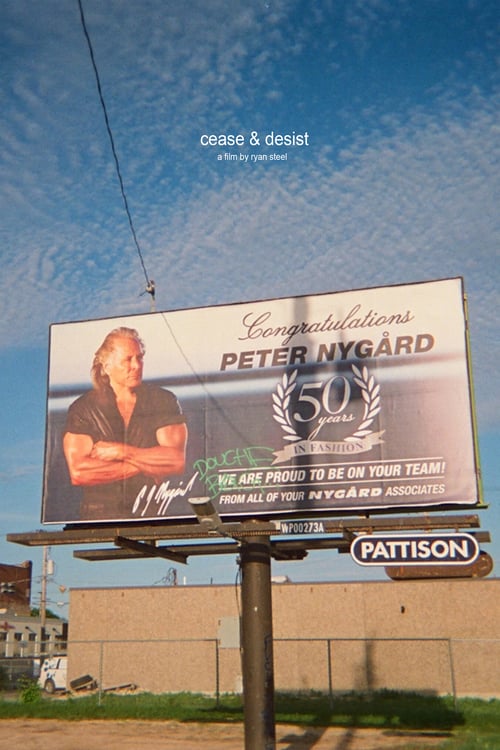 cease & desist
a film by ryan steel
Congratulations
PETER NYGÅRD
50
years
IN FASHION
WE ARE PROUD TO BE ON YOUR TEAM!
FROM ALL OF YOUR NYGÅRD ASSOCIATES
WP00273A
PATTISON